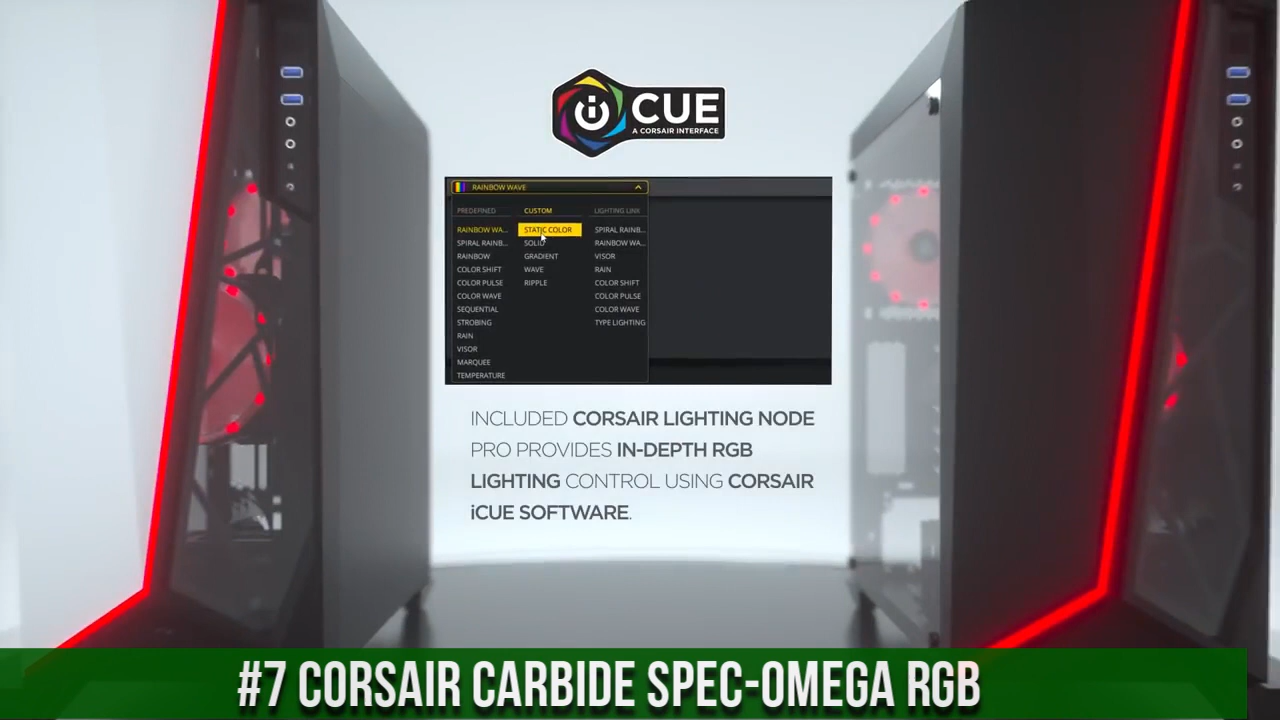 CUE
A CORSAIR INTERFACE
RAINBOW WAVE
PREDEFINED CUSTOM LIGHTING LINK
RAINBOW WA... STATIC COLOR SPIRAL RAINB...
SPIRAL RAINB... SOLID RAINBOW WA...
RAINBOW GRADIENT VISOR
COLOR SHIFT WAVE RAIN
COLOR PULSE RIPPLE COLOR SHIFT
COLOR WAVE COLOR PULSE
SEQUENTIAL COLOR WAVE
STROBING TYPE LIGHTING
RAIN
VISOR
MARQUEE
TEMPERATURE
INCLUDED CORSAIR LIGHTING NODE
PRO PROVIDES IN-DEPTH RGB
LIGHTING CONTROL USING CORSAIR
iCUE SOFTWARE.
#7 CORSAIR CARBIDE SPEC-OMEGA RGB